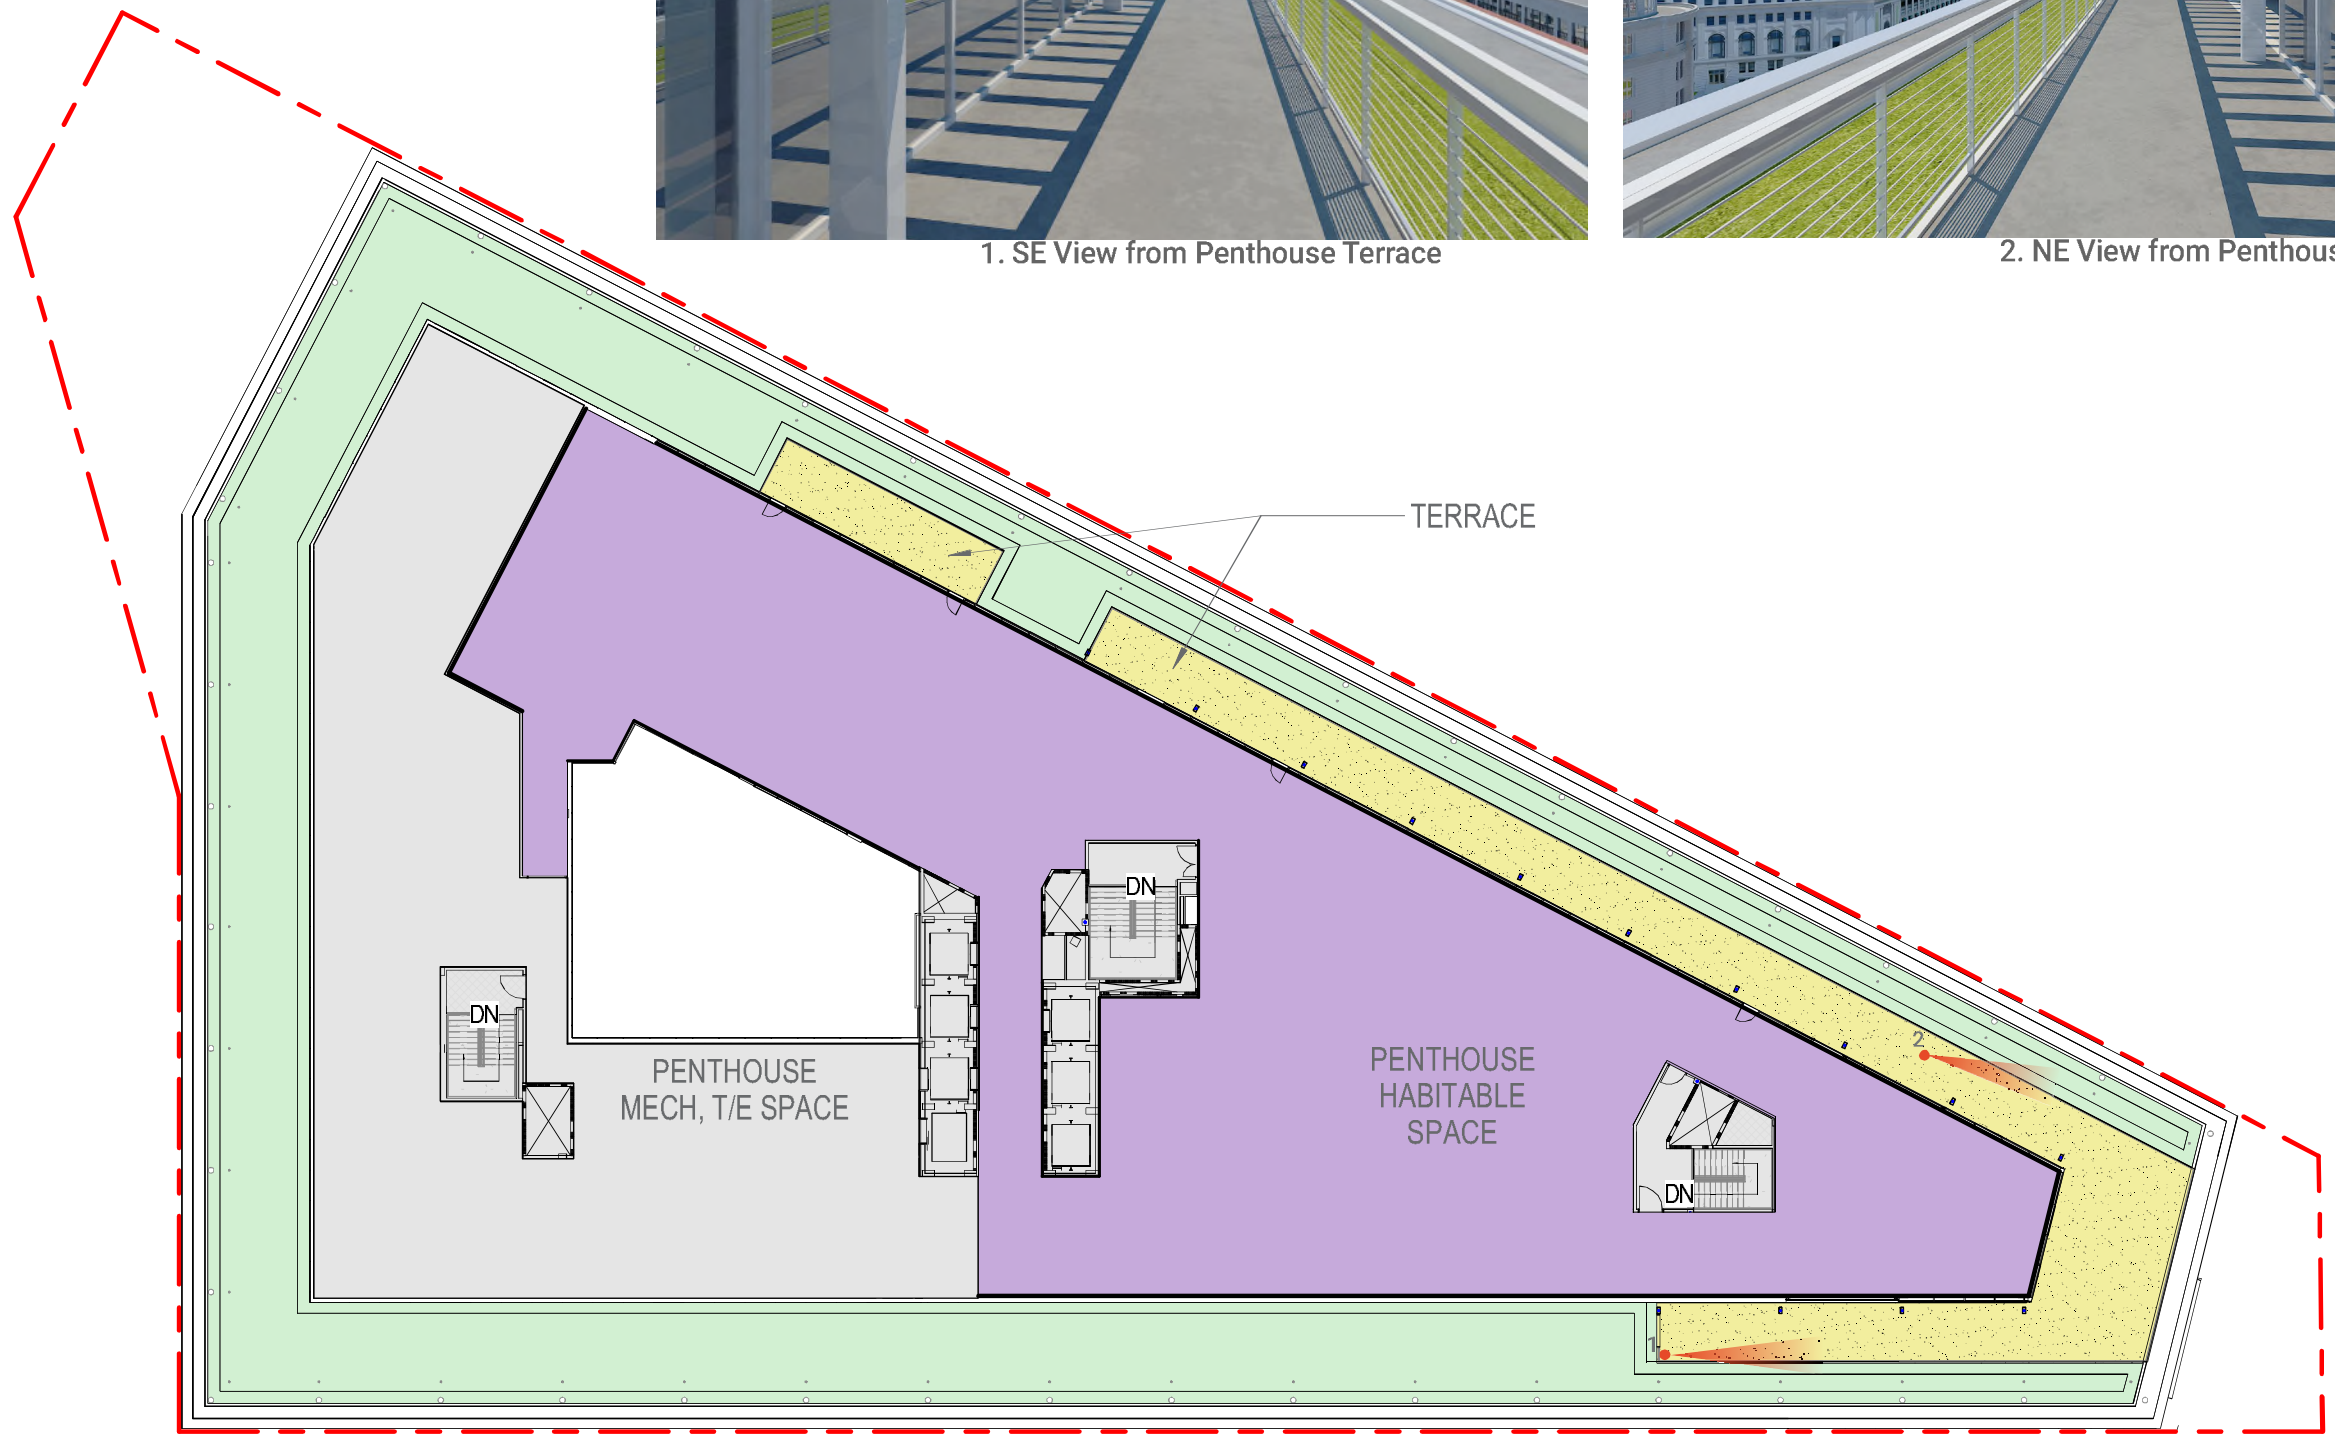 1. SE View from Penthouse Terrace
2. NE View from Penthous
TERRACE
DN
DN
PENTHOUSE
MECH, T/E SPACE
PENTHOUSE
HABITABLE
SPACE
2
DN
1